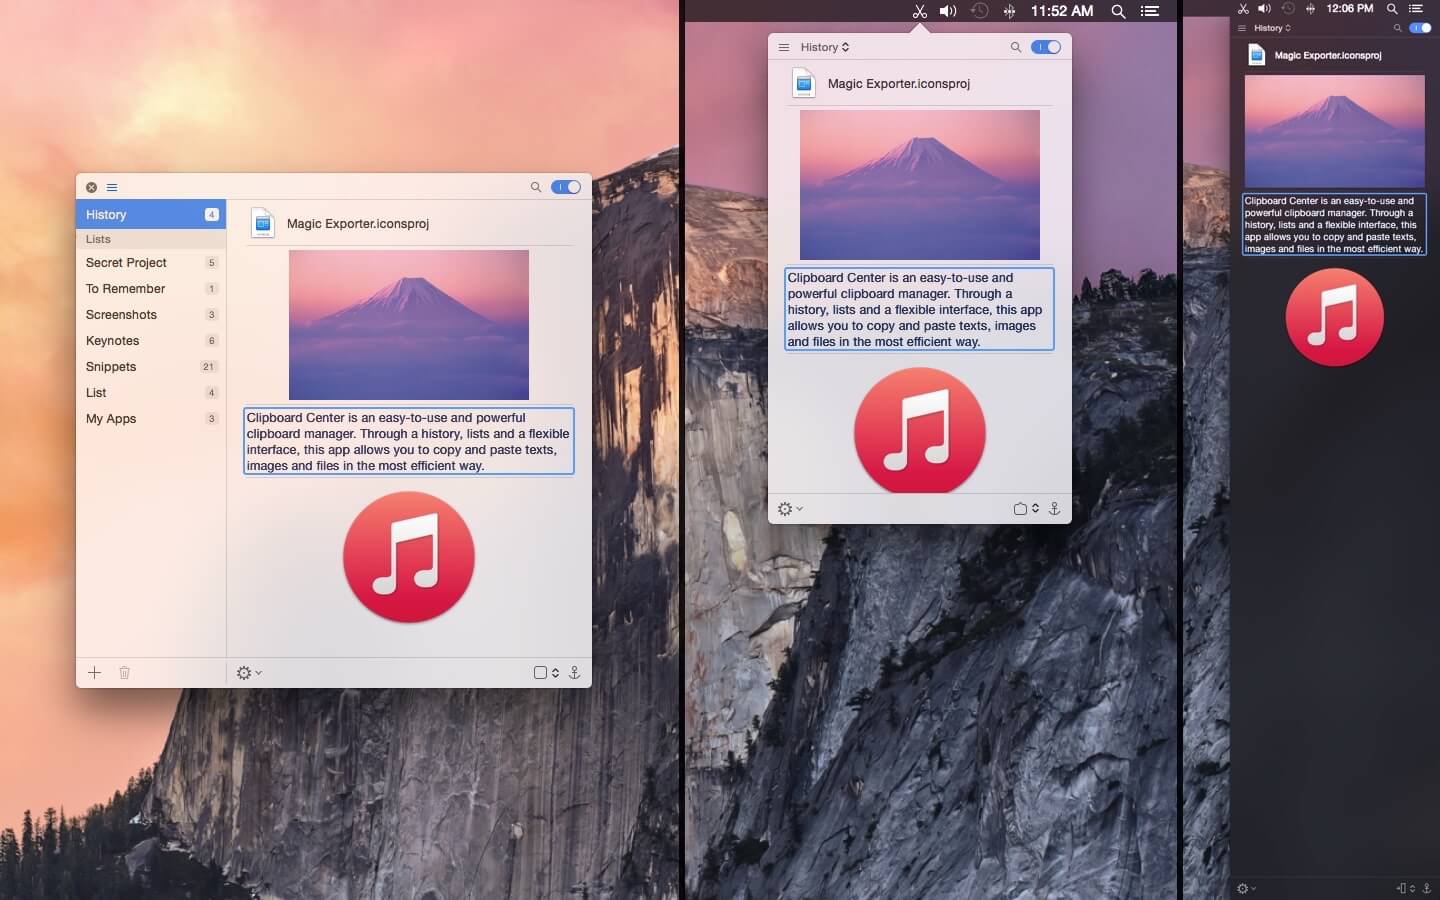 History 4
Lists
Secret Project 5
To Remember 1
Screenshots 3
Keynotes 6
Snippets 21
List 4
My Apps 3
Magic Exporter.iconsproj
Clipboard Center is an easy-to-use and powerful
clipboard manager. Through a history, lists and a flexible
interface, this app allows you to copy and paste texts,
images and files in the most efficient way.
11:52 AM
History
Magic Exporter.iconsproj
Clipboard Center is an easy-to-use and
powerful clipboard manager. Through a
history, lists and a flexible interface, this app
allows you to copy and paste texts, images
and files in the most efficient way.
12:06 PM
History
Magic Exporter.iconsproj
Clipboard Center is an easy-to-use and
powerful clipboard manager. Through a
history, lists and a flexible interface, this
app allows you to copy and paste texts,
images and files in the most efficient way.